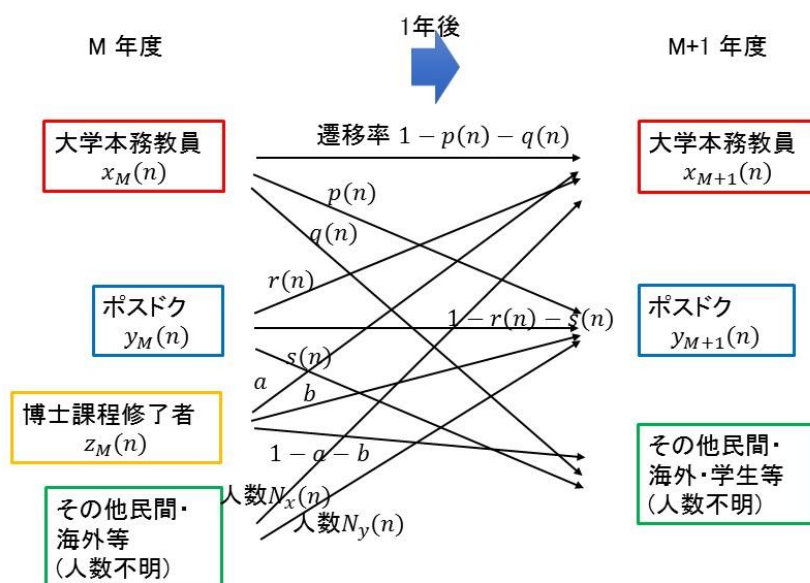 M 年度
1年後
M+1 年度
大学本務教員
x_M(n)
遷移率 1 − p(n) − q(n)
大学本務教員
x_{M+1}(n)
p(n)
q(n)
r(n)
ポスドク
y_M(n)
1 − r(n) − s(n)
ポスドク
y_{M+1}(n)
s(n)
a
b
博士課程修了者
z_M(n)
1 − a − b
その他民間・
海外・学生等
(人数不明)
人数N_x(n)
人数N_y(n)
その他民間・
海外等
(人数不明)